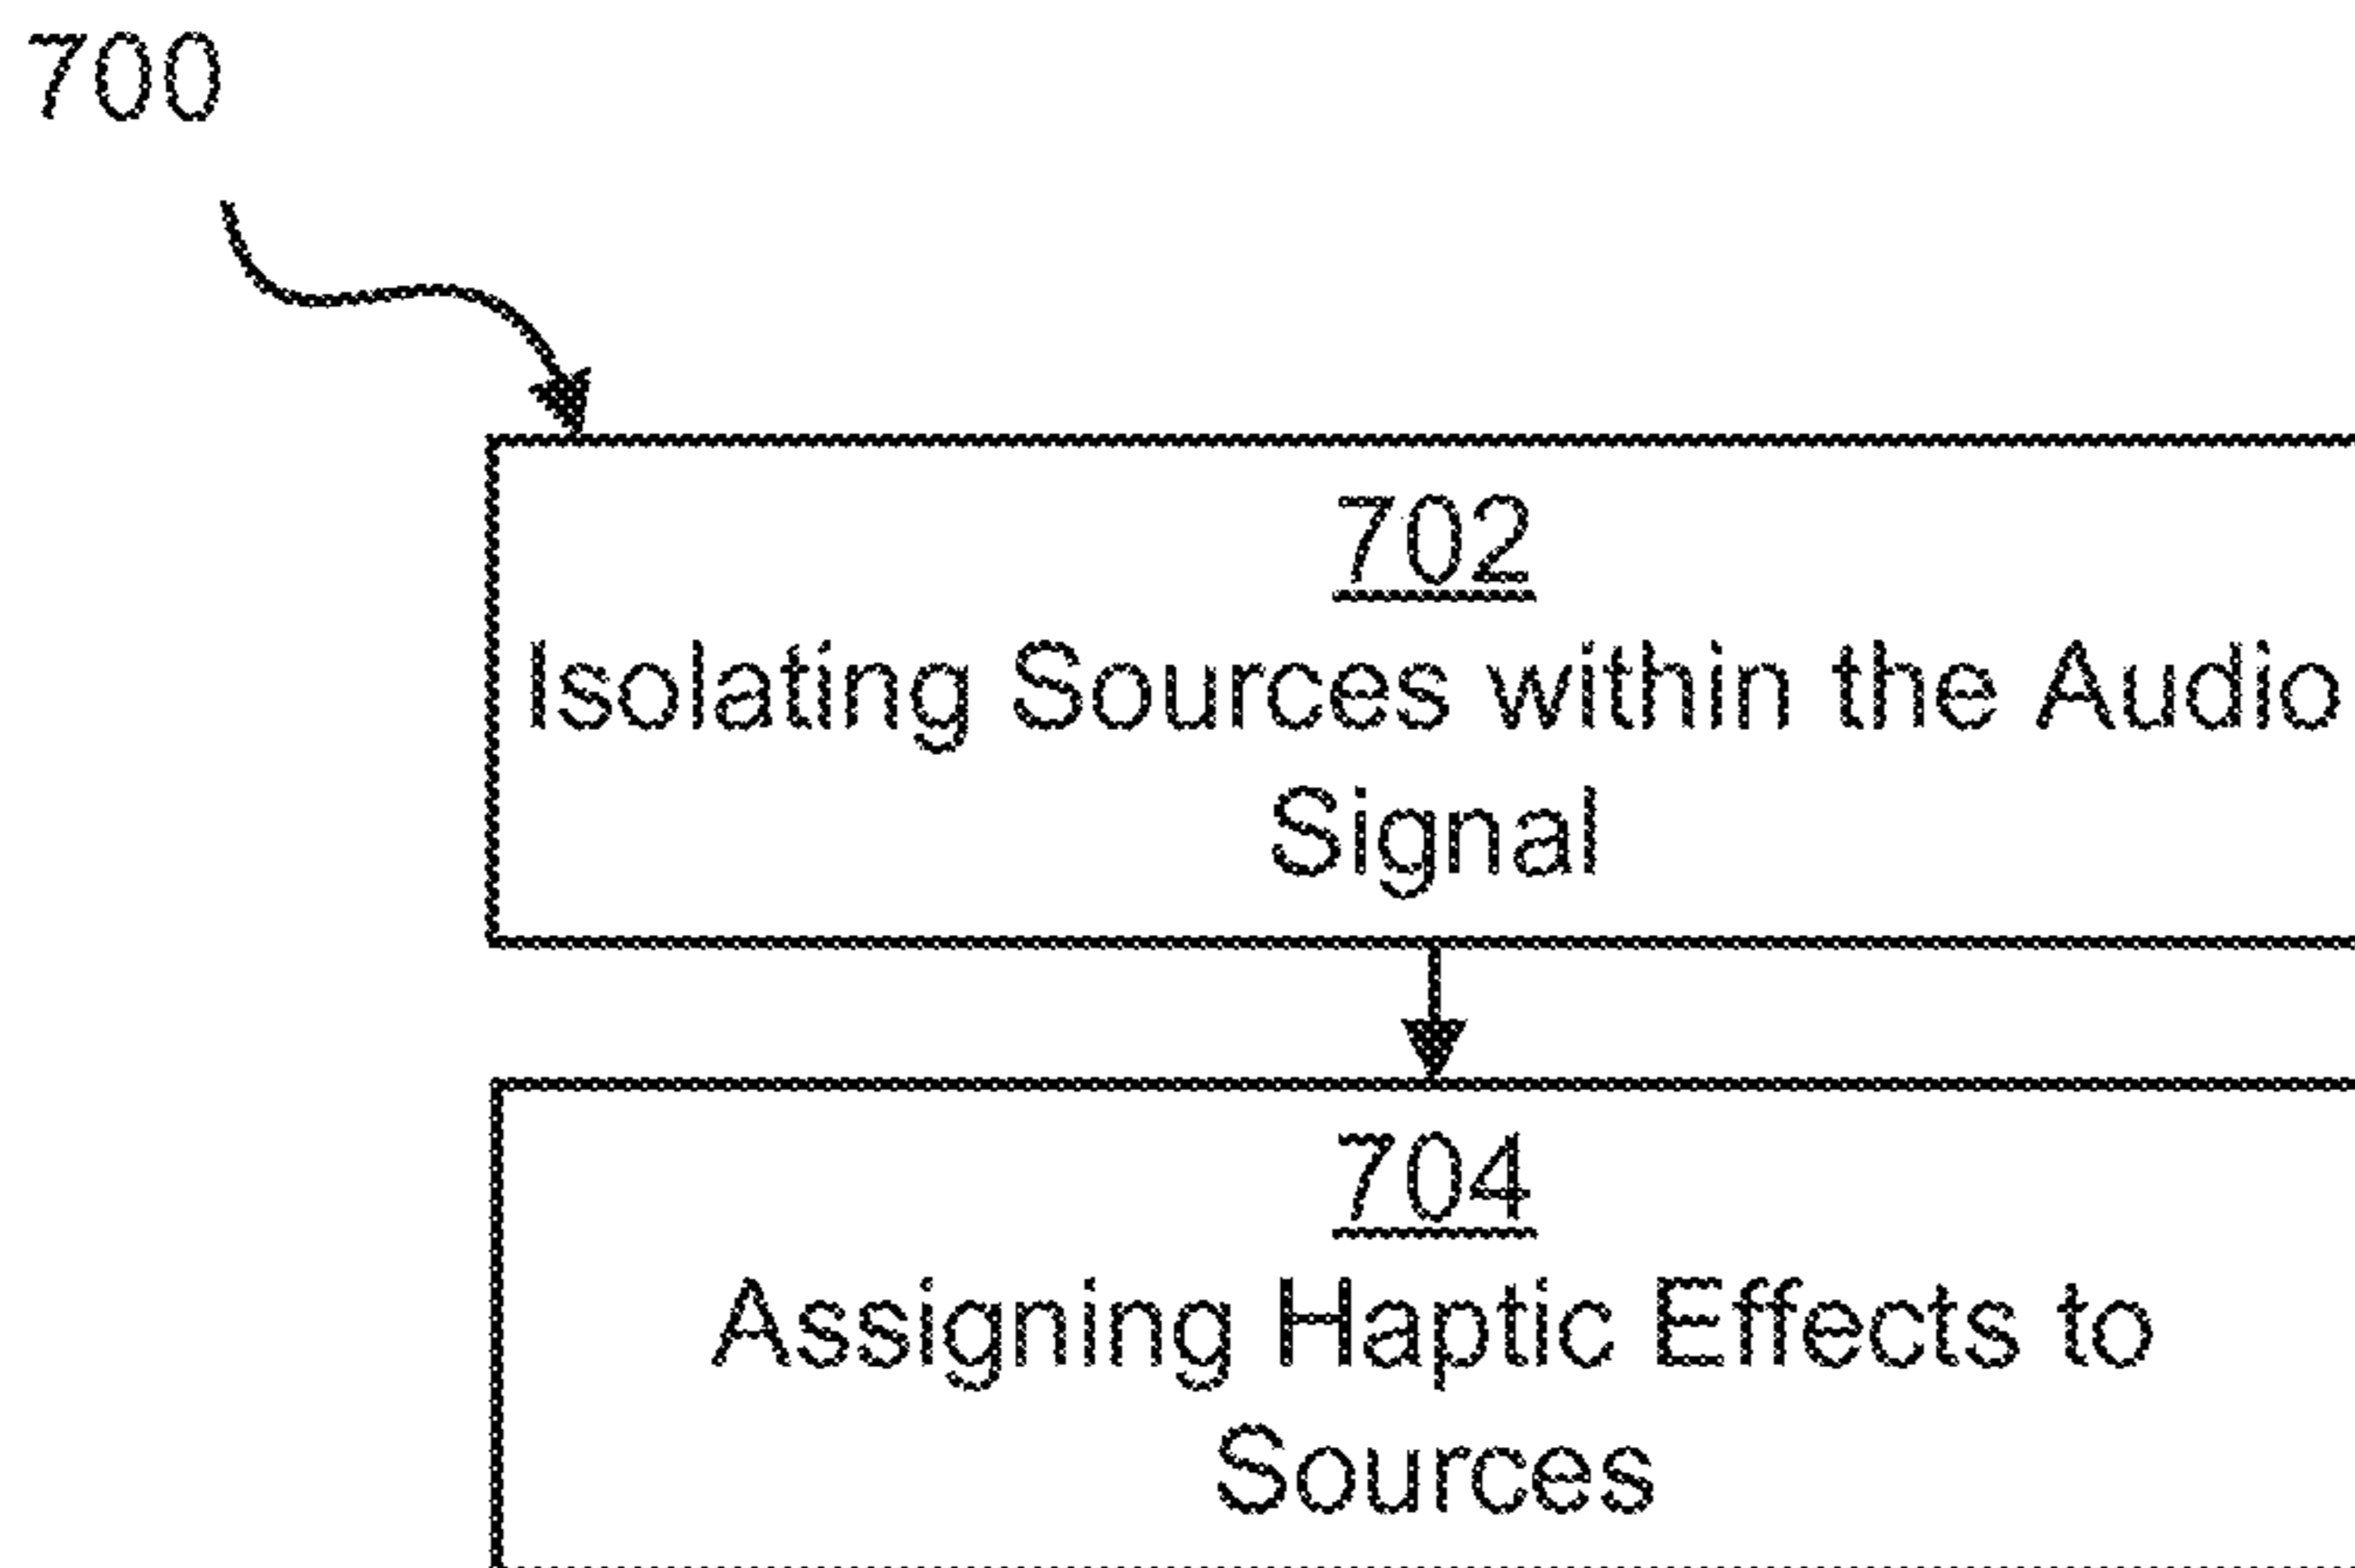 700
702
Isolating Sources within the Audio
Signal
704
Assigning Haptic Effects to
Sources